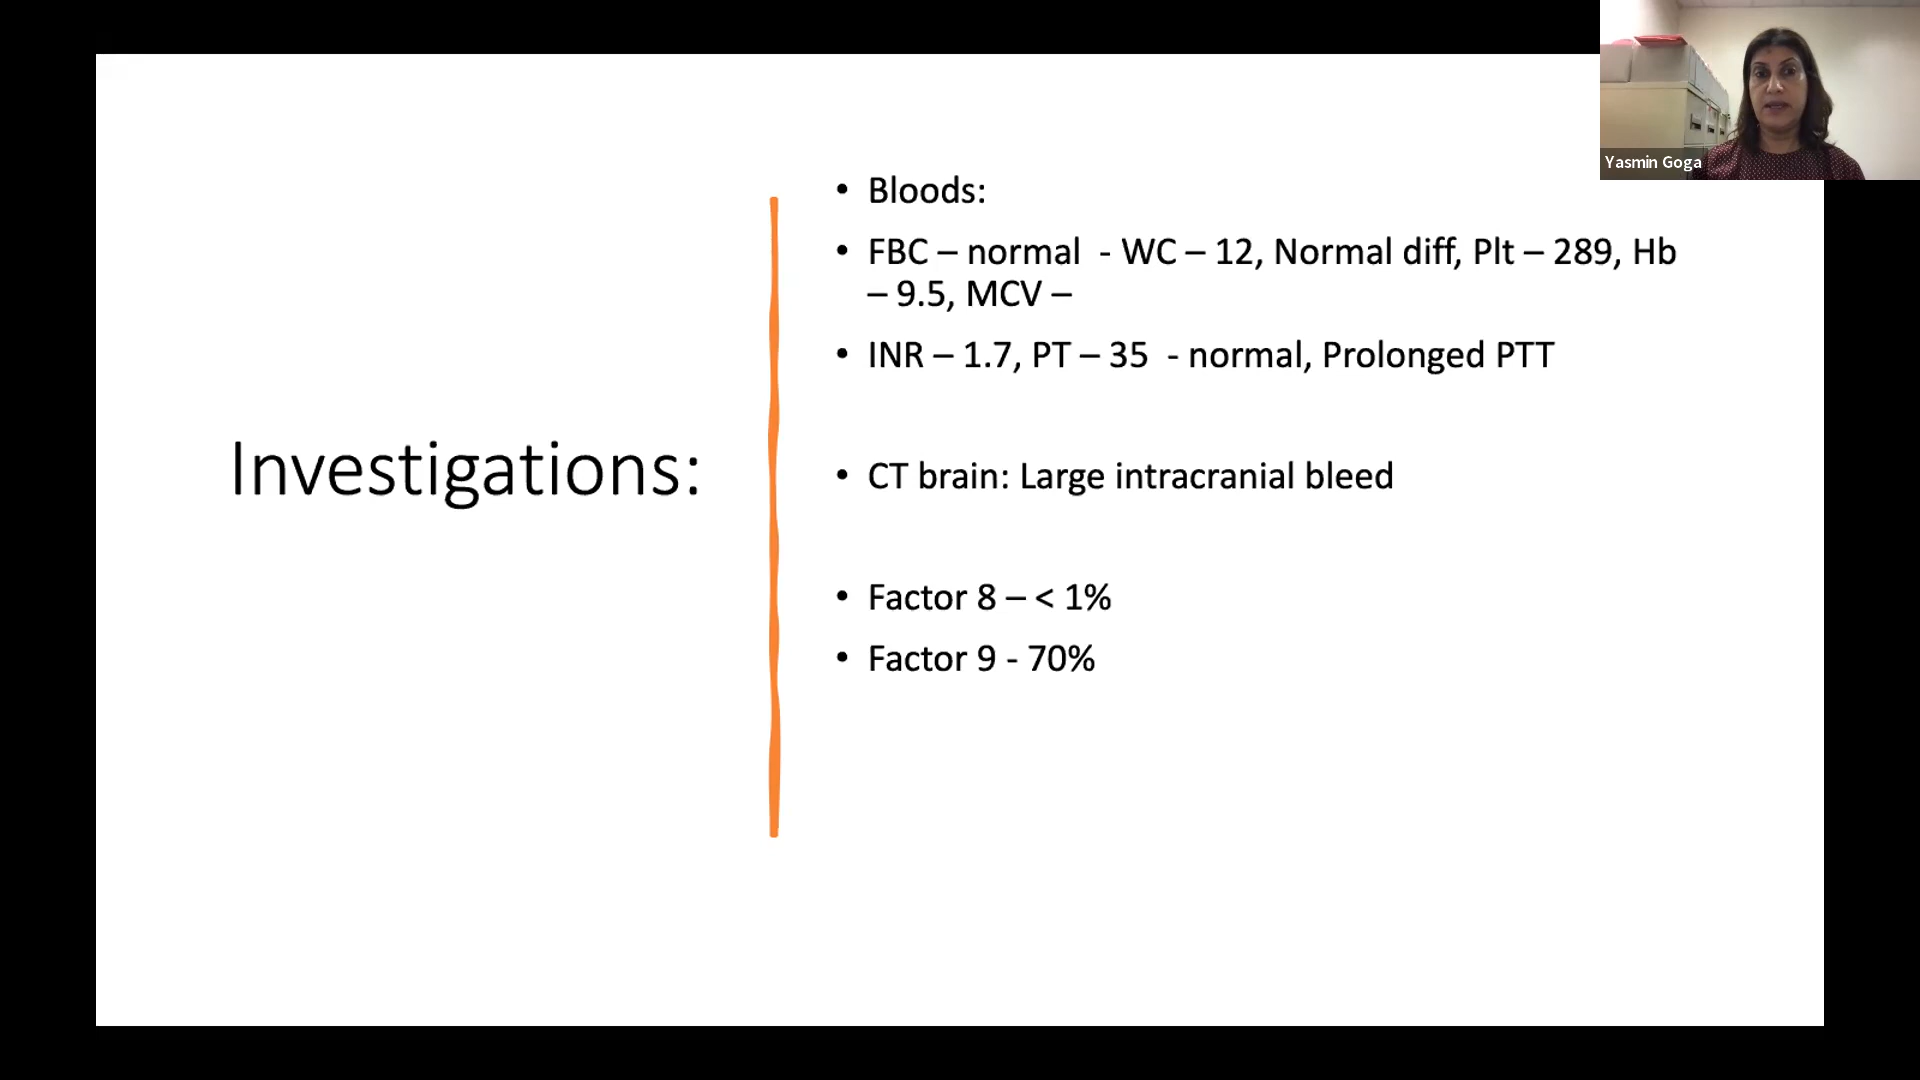 Yasmin Goga
Investigations:
• Bloods:
• FBC – normal  - WC – 12, Normal diff, Plt – 289, Hb
– 9.5, MCV –
• INR – 1.7, PT – 35  - normal, Prolonged PTT
• CT brain: Large intracranial bleed
• Factor 8 – < 1%
• Factor 9 - 70%